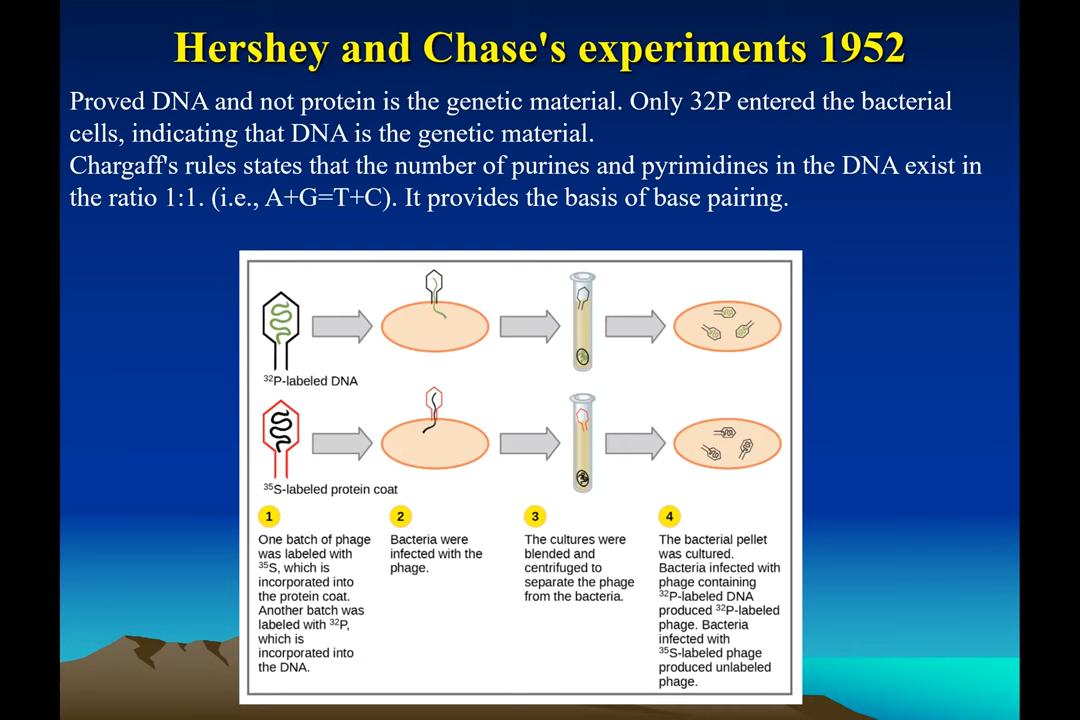 Hershey and Chase's experiments 1952
Proved DNA and not protein is the genetic material. Only 32P entered the bacterial
cells, indicating that DNA is the genetic material.
Chargaff's rules states that the number of purines and pyrimidines in the DNA exist in
the ratio 1:1. (i.e., A+G=T+C). It provides the basis of base pairing.
³²P-labeled DNA
³⁵S-labeled protein coat
1
One batch of phage
was labeled with
³⁵S, which is
incorporated into
the protein coat.
Another batch was
labeled with ³²P,
which is
incorporated into
the DNA.
2
Bacteria were
infected with the
phage.
3
The cultures were
blended and
centrifuged to
separate the phage
from the bacteria.
4
The bacterial pellet
was cultured.
Bacteria infected with
phage containing
³²P-labeled DNA
produced ³²P-labeled
phage. Bacteria
infected with
³⁵S-labeled phage
produced unlabeled
phage.